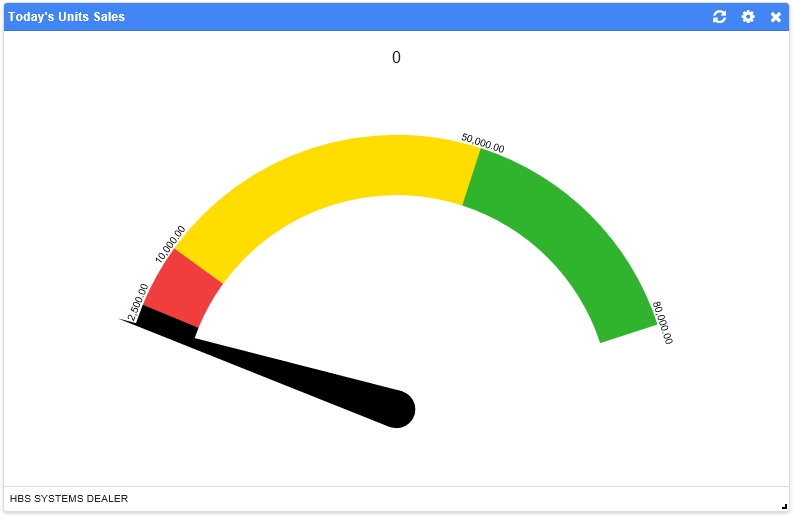 Today's Units Sales
0
2,500.00
10,000.00
50,000.00
80,000.00
HBS SYSTEMS DEALER